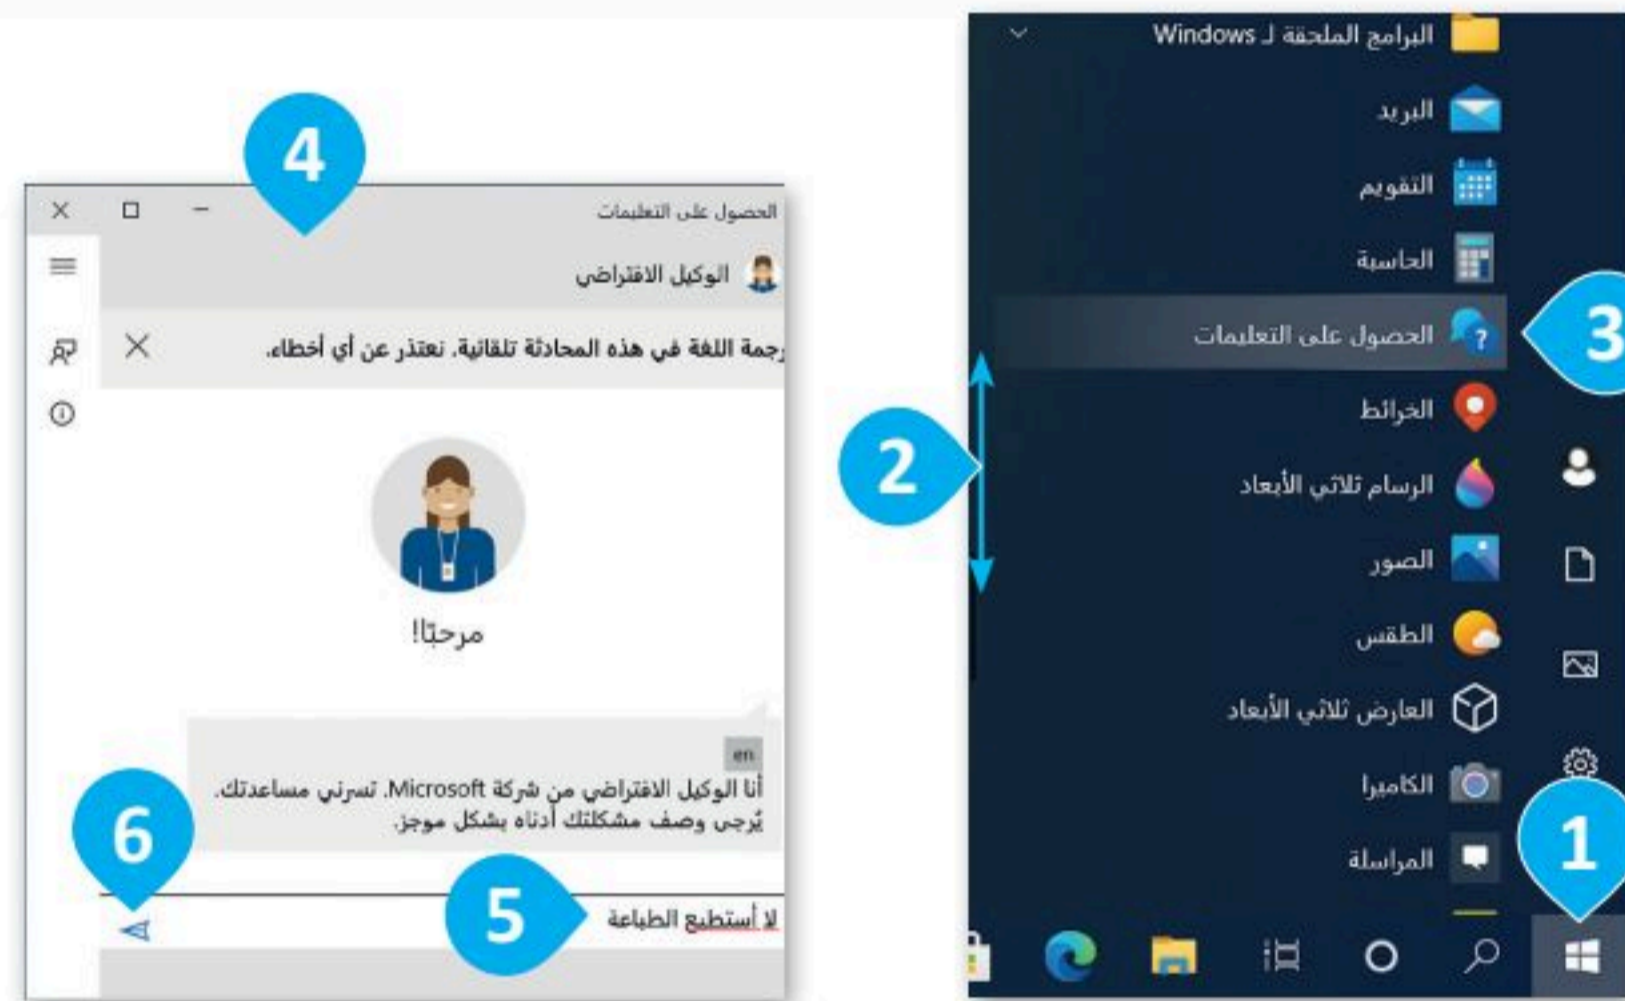 البرامج الملحقة لـ Windows
البريد
التقويم
الحاسبة
الحصول على التعليمات
الخرائط
الرسام ثلاثي الأبعاد
الصور
الطقس
العارض ثلاثي الأبعاد
الكاميرا
المراسلة
1
2
3
4
الحصول على التعليمات
الوكيل الافتراضي
رجمة اللغة في هذه المحادثة تلقائية. نعتذر عن أي أخطاء.
مرحبًا!
en
أنا الوكيل الافتراضي من شركة Microsoft. تسرني مساعدتك.
يُرجى وصف مشكلتك أدناه بشكل موجز.
لا أستطيع الطباعة
5
6